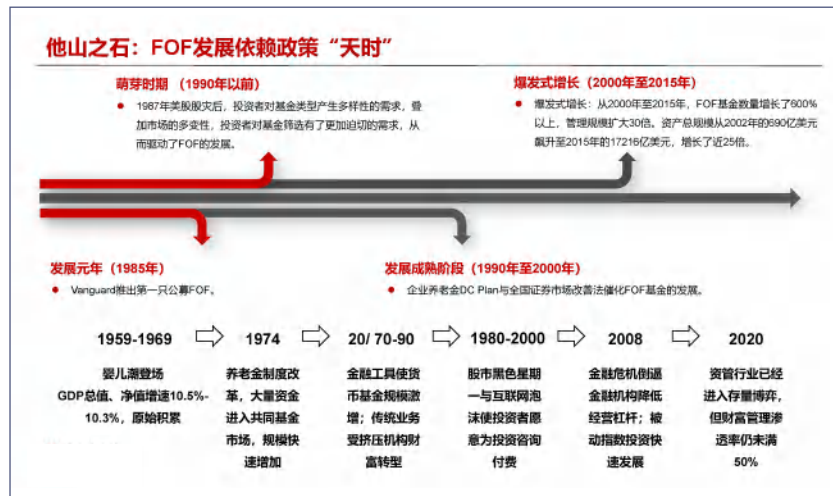 他山之石：FOF发展依赖政策“天时”
萌芽时期（1990年以前）
● 1987年美股股灾后，投资者对基金类型产生多样性的需求，叠
加市场的多变性，投资者对基金筛选有了更加迫切的需求，从
而驱动了FOF的发展。
爆发式增长（2000年至2015年）
● 爆发式增长：从2000年至2015年，FOF基金数量增长了600%
以上，管理规模扩大30倍。资产总规模从2002年的690亿美元
飙升至2015年的17216亿美元，增长了近25倍。
发展元年（1985年）
● Vanguard推出第一只公募FOF。
发展成熟阶段（1990年至2000年）
● 企业养老金DC Plan与全国证券市场改善法催化FOF基金的发展。
1959-1969
婴儿潮登场
GDP总值、净值增速10.5%-
10.3%，原始积累
1974
养老金制度改
革，大量资金
进入共同基金
市场，规模快
速增加
20/ 70-90
金融工具使货
币基金规模激
增；传统业务
受挤压机构财
富转型
1980-2000
股市黑色星期
一与互联网泡
沫使投资者愿
意为投资咨询
付费
2008
金融危机倒逼
金融机构降低
经营杠杆；被
动指数投资快
速发展
2020
资管行业已经
进入存量博弈，
但财富管理渗
透率仍未满
50%